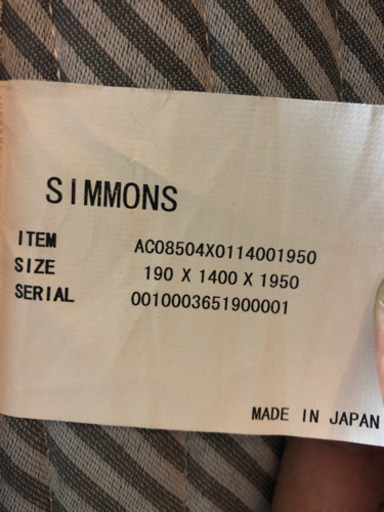 SIMMONS
ITEM AC08504X0114001950
SIZE 190 X 1400 X 1950
SERIAL 0010003651900001
MADE IN JAPAN